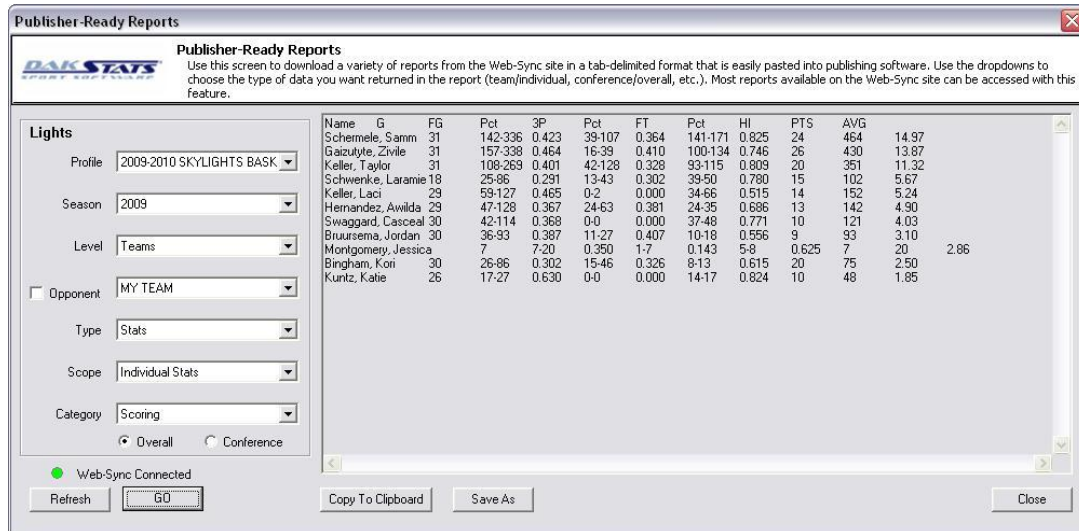 Publisher-Ready Reports
DAKSTATS
SPORT SOFTWARE
Publisher-Ready Reports
Use this screen to download a variety of reports from the Web-Sync site in a tab-delimited format that is easily pasted into publishing software. Use the dropdowns to
choose the type of data you want returned in the report (team/individual, conference/overall, etc.). Most reports available on the Web-Sync site can be accessed with this
feature.
Lights
Profile 2009-2010 SKYLIGHTS BASK
Season 2009
Level Teams
Opponent MY TEAM
Type Stats
Scope Individual Stats
Category Scoring
Overall Conference
Web-Sync Connected
Refresh GO
Name G FG Pct 3P Pct FT Pct HI PTS AVG
Schermele, Samm 31 142-336 0.423 39-107 0.364 141-171 0.825 24 464 14.97
Gaizutyte, Zivile 31 157-338 0.464 16-39 0.410 100-134 0.746 26 430 13.87
Keller, Taylor 31 108-269 0.401 42-128 0.328 93-115 0.809 20 351 11.32
Schwenke, Laramie 18 25-86 0.291 13-43 0.302 39-50 0.780 15 102 5.67
Keller, Laci 29 59-127 0.465 0-2 0.000 34-66 0.515 14 152 5.24
Hernandez, Awilda 29 47-128 0.367 24-63 0.381 24-35 0.686 13 142 4.90
Swaggard, Casceal 30 42-114 0.368 0-0 0.000 37-48 0.771 10 121 4.03
Bruursema, Jordan 30 36-93 0.387 11-27 0.407 10-18 0.556 9 93 3.10
Montgomery, Jessica 7 7-20 0.350 1-7 0.143 5-8 0.625 7 20 2.86
Bingham, Kori 30 26-86 0.302 15-46 0.326 8-13 0.615 20 75 2.50
Kuntz, Katie 26 17-27 0.630 0-0 0.000 14-17 0.824 10 48 1.85
Copy To Clipboard Save As Close